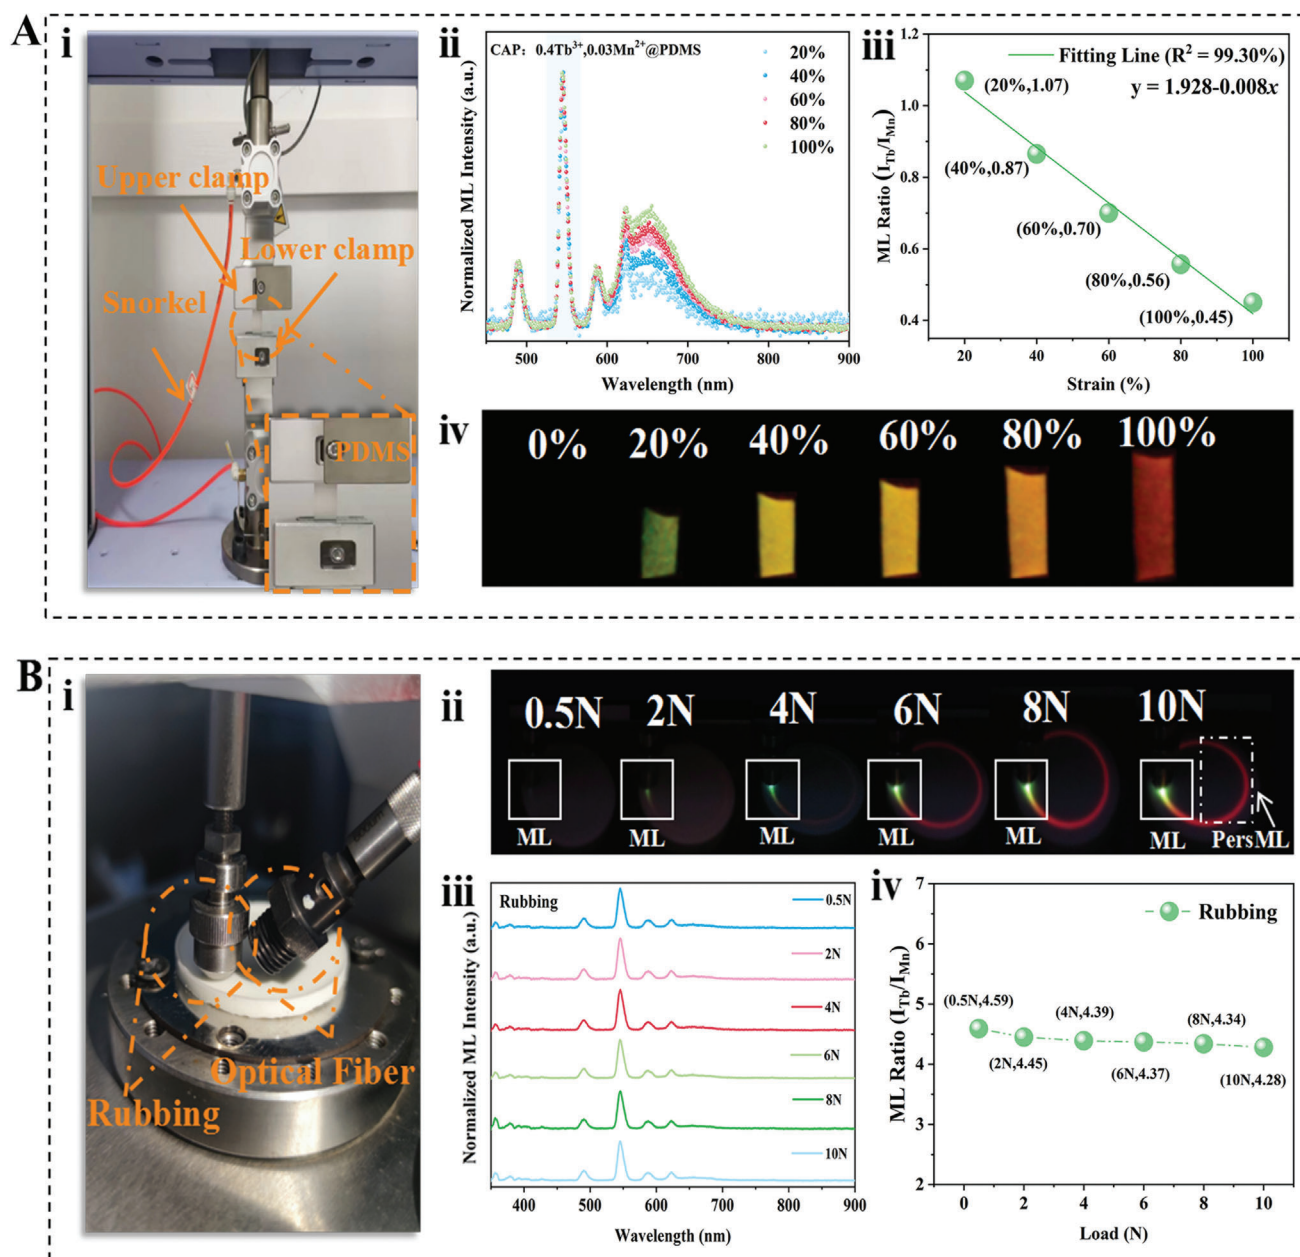 A
i
Upper clamp
Lower clamp
Snorkel
PDMS
ii
CAP: 0.4Tb³⁺,0.03Mn²⁺@PDMS
20%
40%
60%
80%
100%
Normalized ML Intensity (a.u.)
500 600 700 800 900
Wavelength (nm)
iii
Fitting Line (R² = 99.30%)
y = 1.928-0.008x
(20%,1.07)
(40%,0.87)
(60%,0.70)
(80%,0.56)
(100%,0.45)
ML Ratio (I_Tb/I_Mn)
1.2
1.0
0.8
0.6
0.4
20 40 60 80 100
Strain (%)
iv
0% 20% 40% 60% 80% 100%
B
i
Optical Fiber
Rubbing
ii
0.5N 2N 4N 6N 8N 10N
ML ML ML ML ML ML PersML
iii
Rubbing
0.5N
2N
4N
6N
8N
10N
Normalized ML Intensity (a.u.)
400 500 600 700 800 900
Wavelength (nm)
iv
Rubbing
(0.5N,4.59)
(2N,4.45)
(4N,4.39)
(6N,4.37)
(8N,4.34)
(10N,4.28)
ML Ratio (I_Tb/I_Mn)
7
6
5
4
3
2
0 2 4 6 8 10
Load (N)